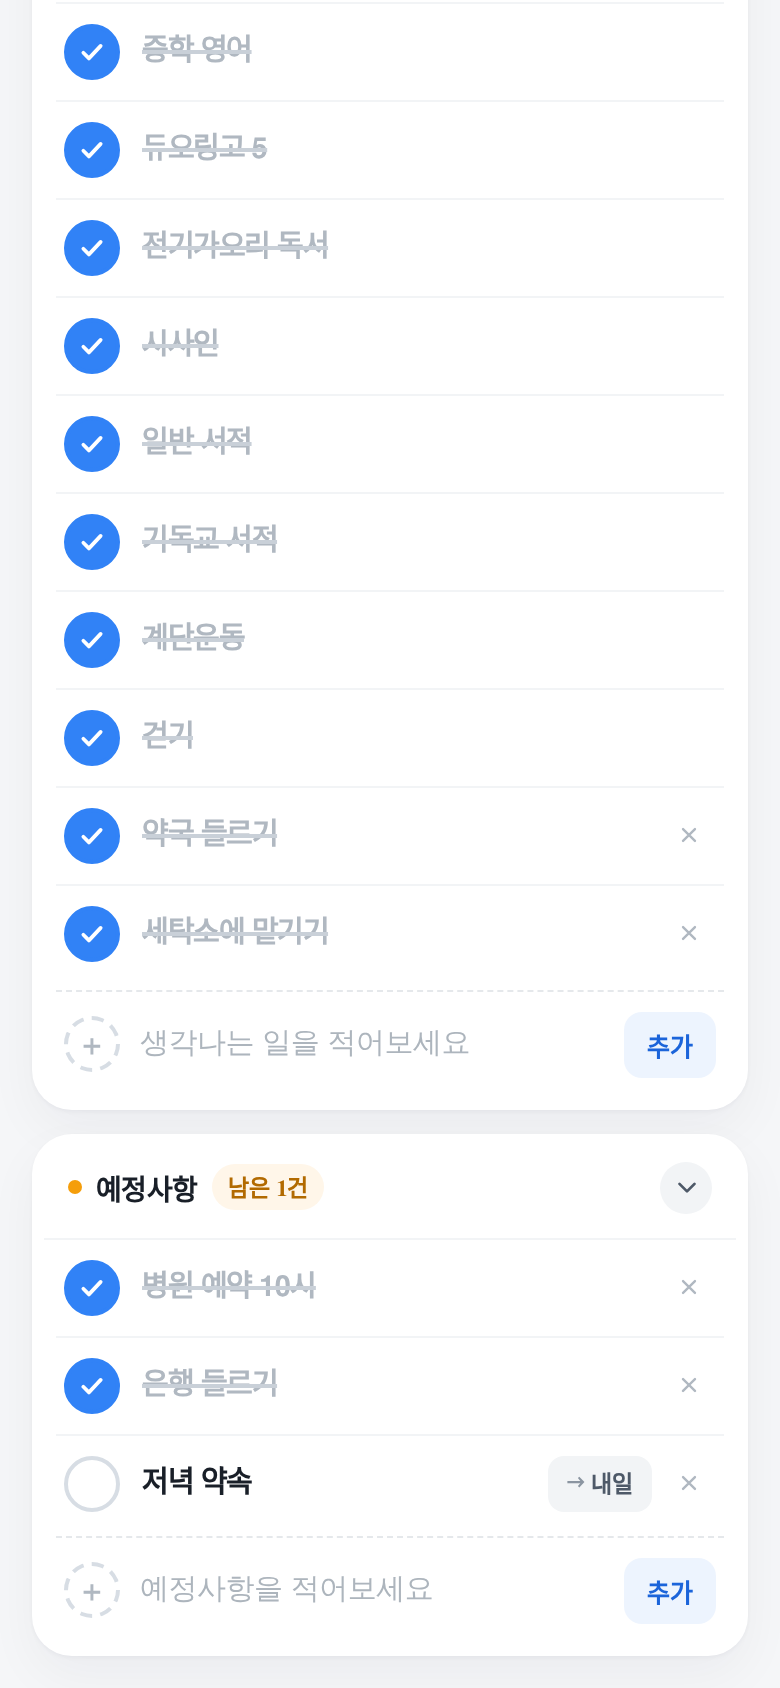 중학 영어
듀오링고 5
전기가오리 독서
시사인
일반 서적
기독교 서적
계단운동
걷기
약국 들르기
세탁소에 맡기기
생각나는 일을 적어보세요
추가
예정사항 남은 1건
병원 예약 10시
은행 들르기
저녁 약속 → 내일
예정사항을 적어보세요
추가